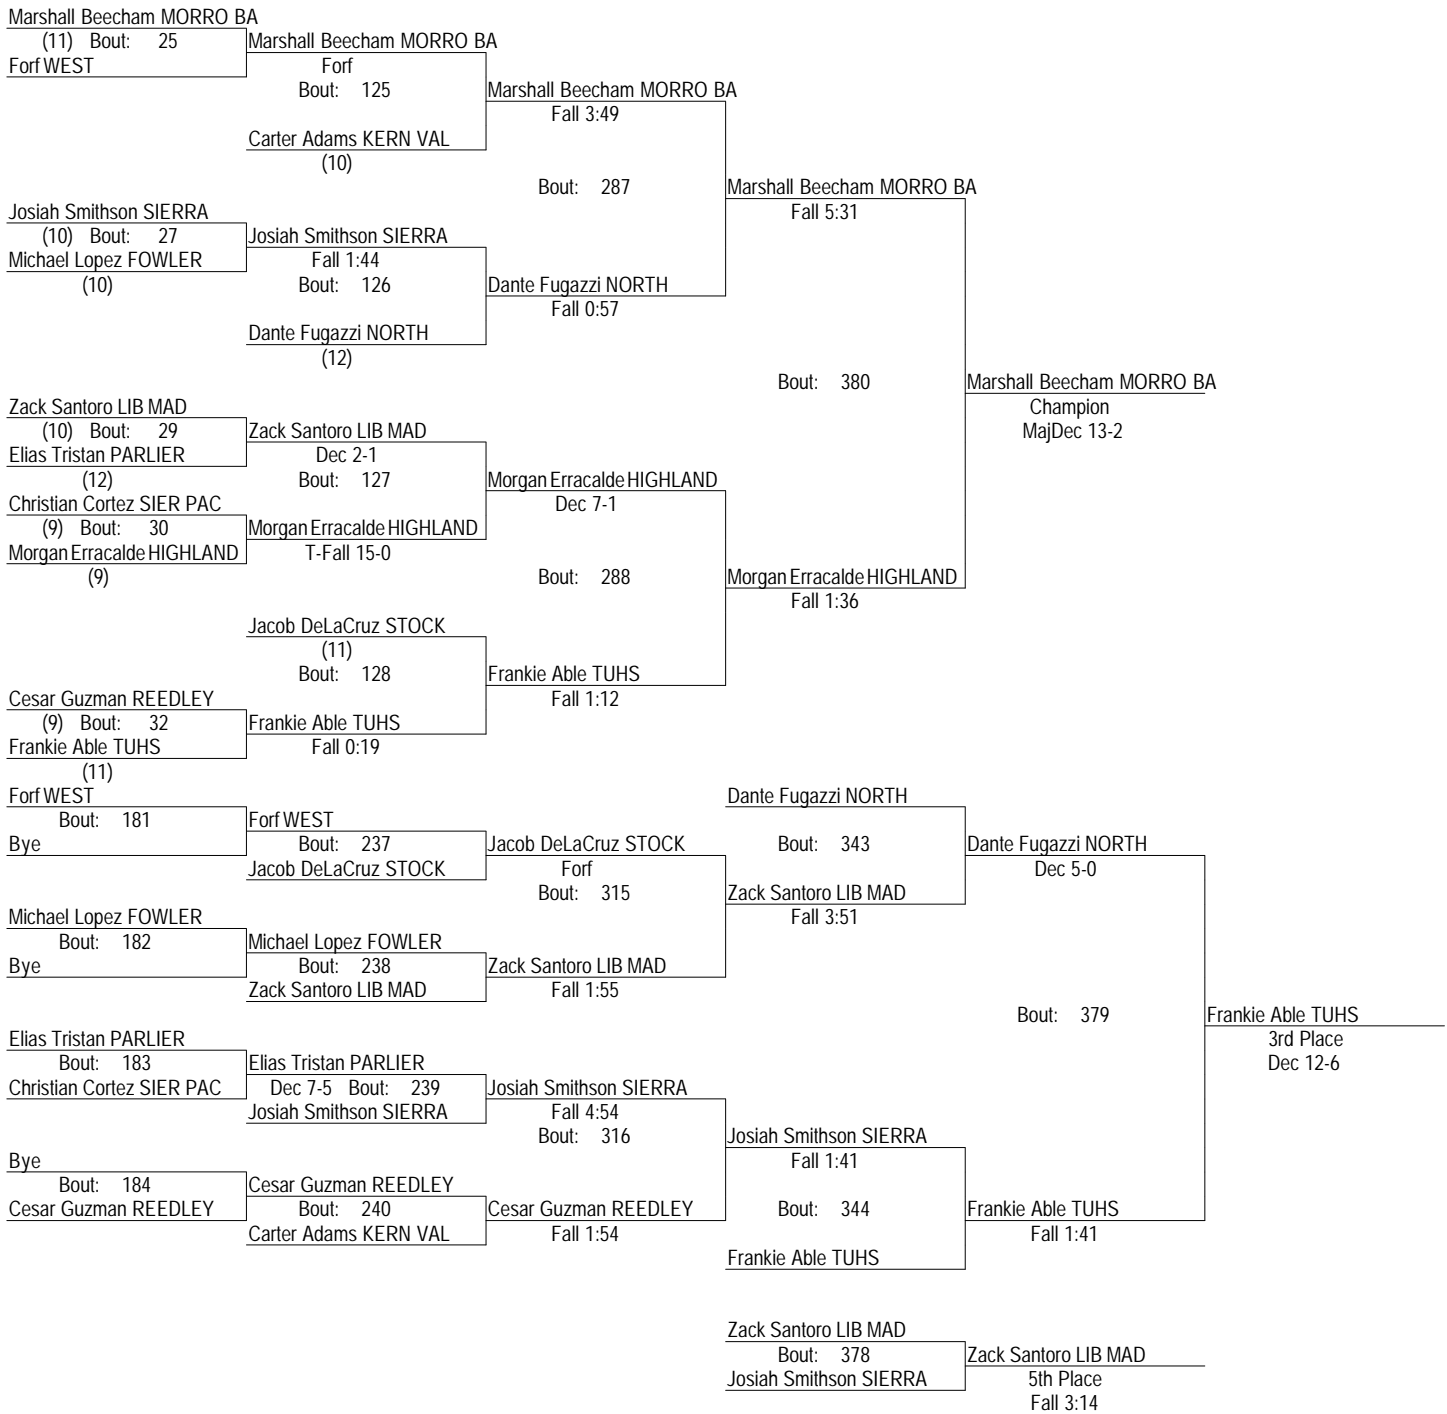 Marshall Beecham MORRO BA
(11) Bout: 25
Marshall Beecham MORRO BA
Forf WEST
Forf
Bout: 125
Marshall Beecham MORRO BA
Fall 3:49
Carter Adams KERN VAL
(10)
Bout: 287
Marshall Beecham MORRO BA
Fall 5:31
Josiah Smithson SIERRA
(10) Bout: 27
Josiah Smithson SIERRA
Michael Lopez FOWLER
Fall 1:44
(10)
Bout: 126
Dante Fugazzi NORTH
Fall 0:57
Dante Fugazzi NORTH
(12)
Bout: 380
Marshall Beecham MORRO BA
Champion
MajDec 13-2
Zack Santoro LIB MAD
(10) Bout: 29
Zack Santoro LIB MAD
Elias Tristan PARLIER
Dec 2-1
(12)
Bout: 127
Morgan Erracalde HIGHLAND
Dec 7-1
Christian Cortez SIER PAC
(9) Bout: 30
Morgan Erracalde HIGHLAND
Morgan Erracalde HIGHLAND
T-Fall 15-0
(9)
Bout: 288
Morgan Erracalde HIGHLAND
Fall 1:36
Jacob DeLaCruz STOCK
(11)
Bout: 128
Frankie Able TUHS
Fall 1:12
Cesar Guzman REEDLEY
(9) Bout: 32
Frankie Able TUHS
Frankie Able TUHS
Fall 0:19
(11)
Forf WEST
Bout: 181
Forf WEST
Bye
Bout: 237
Jacob DeLaCruz STOCK
Jacob DeLaCruz STOCK
Forf
Bout: 315
Dante Fugazzi NORTH
Bout: 343
Dante Fugazzi NORTH
Dec 5-0
Zack Santoro LIB MAD
Fall 3:51
Michael Lopez FOWLER
Bout: 182
Michael Lopez FOWLER
Bye
Bout: 238
Zack Santoro LIB MAD
Zack Santoro LIB MAD
Fall 1:55
Bout: 379
Frankie Able TUHS
3rd Place
Dec 12-6
Elias Tristan PARLIER
Bout: 183
Elias Tristan PARLIER
Christian Cortez SIER PAC
Dec 7-5 Bout: 239
Josiah Smithson SIERRA
Josiah Smithson SIERRA
Fall 4:54
Bout: 316
Josiah Smithson SIERRA
Fall 1:41
Bye
Bout: 184
Cesar Guzman REEDLEY
Cesar Guzman REEDLEY
Bout: 240
Cesar Guzman REEDLEY
Carter Adams KERN VAL
Fall 1:54
Bout: 344
Frankie Able TUHS
Fall 1:41
Frankie Able TUHS
Zack Santoro LIB MAD
Bout: 378
Zack Santoro LIB MAD
Josiah Smithson SIERRA
5th Place
Fall 3:14